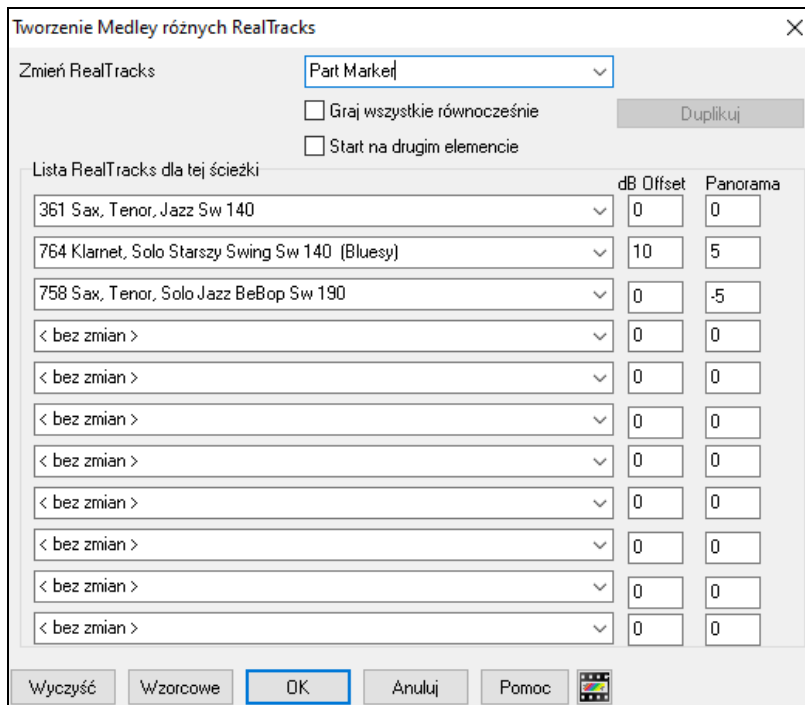 Tworzenie Medley różnych RealTracks
Zmień RealTracks Part Marker
Graj wszystkie równocześnie Duplikuj
Start na drugim elemencie
Lista RealTracks dla tej ścieżki dB Offset Panorama
361 Sax, Tenor, Jazz Sw 140 0 0
764 Klarnet, Solo Starszy Swing Sw 140 (Bluesy) 10 5
758 Sax, Tenor, Solo Jazz BeBop Sw 190 0 -5
< bez zmian > 0 0
< bez zmian > 0 0
< bez zmian > 0 0
< bez zmian > 0 0
< bez zmian > 0 0
< bez zmian > 0 0
< bez zmian > 0 0
< bez zmian > 0 0
Wyczyść Wzorcowe OK Anuluj Pomoc